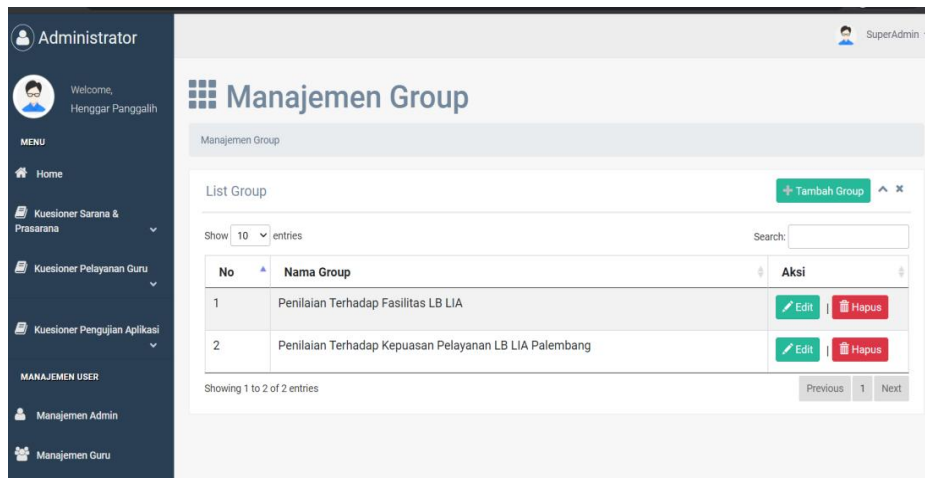 Administrator
SuperAdmin
Welcome,
Henggar Panggalih
MENU
Home
Kuesioner Sarana &
Prasarana
Kuesioner Pelayanan Guru
Kuesioner Pengujian Aplikasi
MANAJEMEN USER
Manajemen Admin
Manajemen Guru
Manajemen Group
Manajemen Group
List Group
Tambah Group
Show 10 entries
Search:
No Nama Group Aksi
1 Penilaian Terhadap Fasilitas LB LIA Edit | Hapus
2 Penilaian Terhadap Kepuasan Pelayanan LB LIA Palembang Edit | Hapus
Showing 1 to 2 of 2 entries
Previous 1 Next